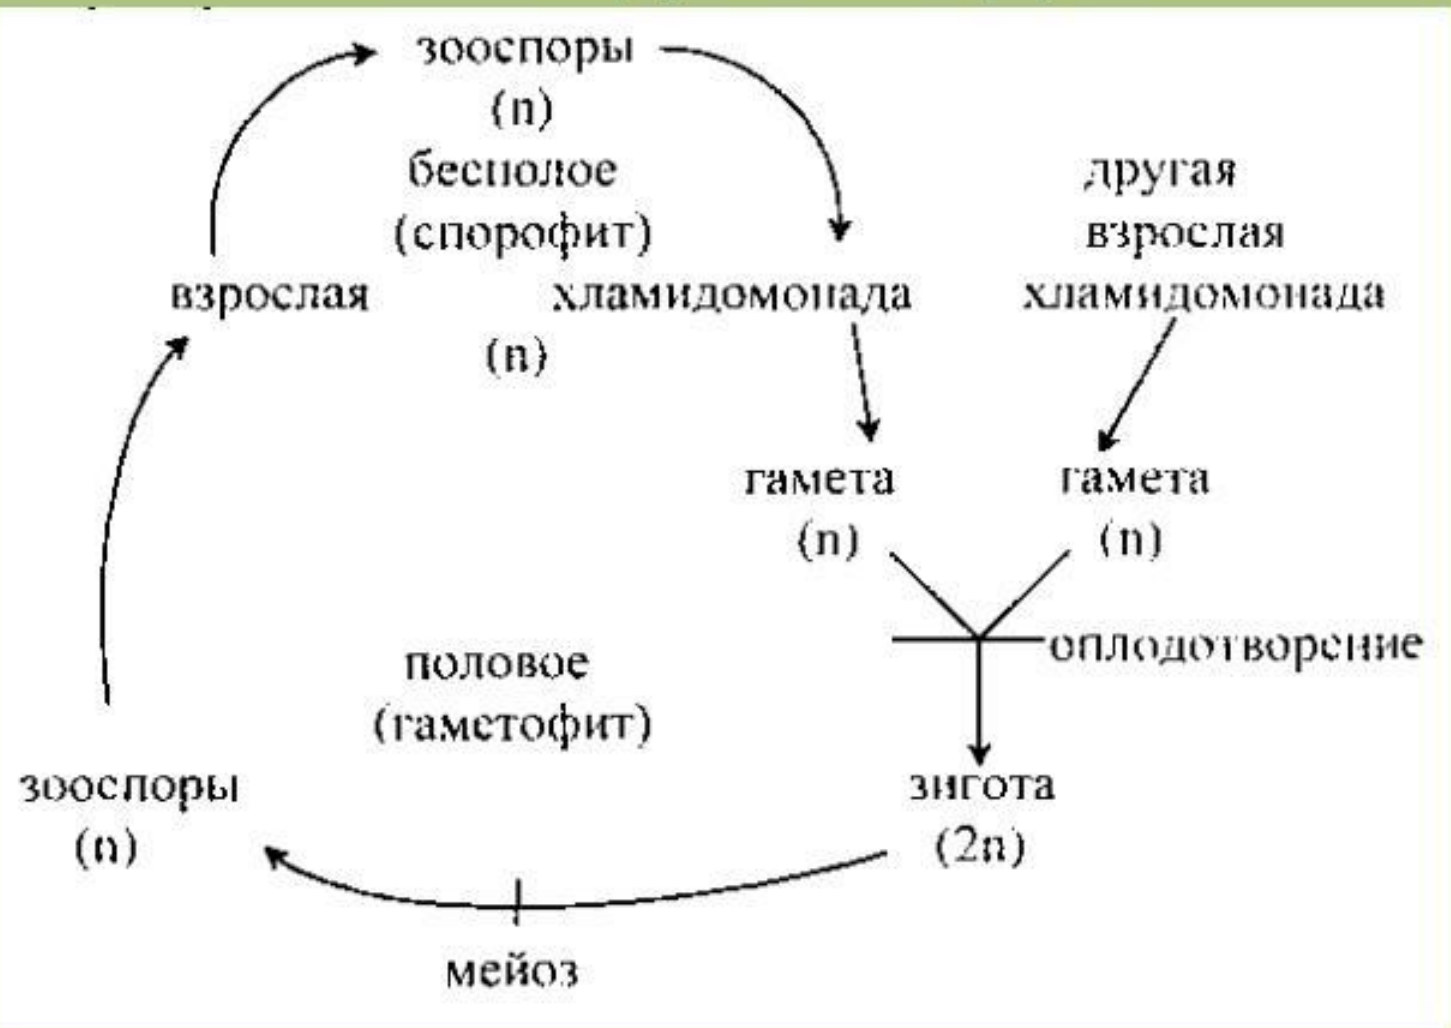 зооспоры
(n)
бесполое
(спорофит)
взрослая хламидомонада
(n)
другая
взрослая
хламидомонада
гамета
(n)
гамета
(n)
оплодотворение
половое
(гаметофит)
зооспоры
(n)
зигота
(2n)
мейоз